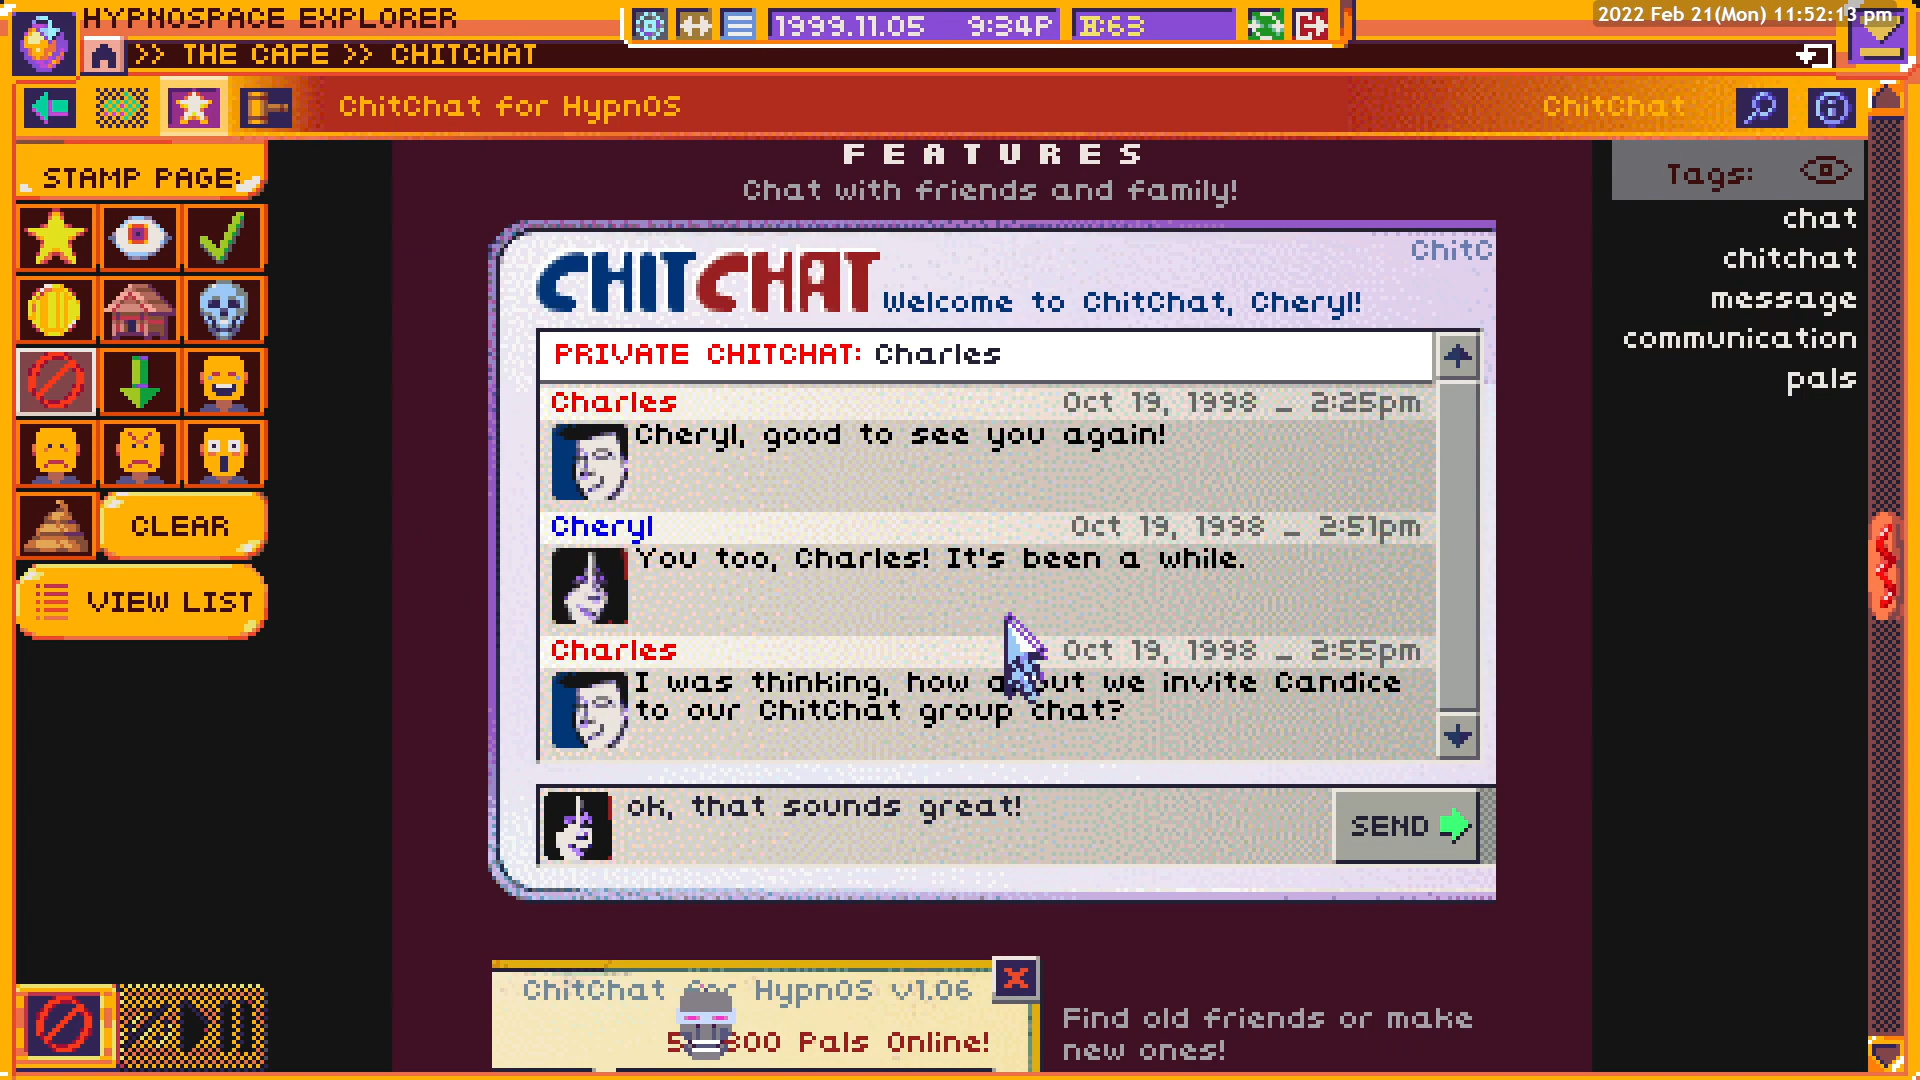 HYPNOSPACE EXPLORER
1999.11.05 9:34P
63
2022 Feb 21(Mon) 11:52:13 pm
>> THE CAFE >> CHITCHAT
ChitChat for HypnOS
ChitChat
STAMP PAGE:
CLEAR
VIEW LIST
FEATURES
Chat with friends and family!
ChitC
CHITCHAT
Welcome to ChitChat, Cheryl!
PRIVATE CHITCHAT: Charles
Charles Oct 19, 1998 _ 2:25pm
Cheryl, good to see you again!
Cheryl Oct 19, 1998 _ 2:51pm
You too, Charles! It's been a while.
Charles Oct 19, 1998 _ 2:55pm
I was thinking, how about we invite Candice
to our ChitChat group chat?
ok, that sounds great!
SEND
ChitChat for HypnOS v1.06
Pals Online!
Find old friends or make
new ones!
Tags:
chat
chitchat
message
communication
pals